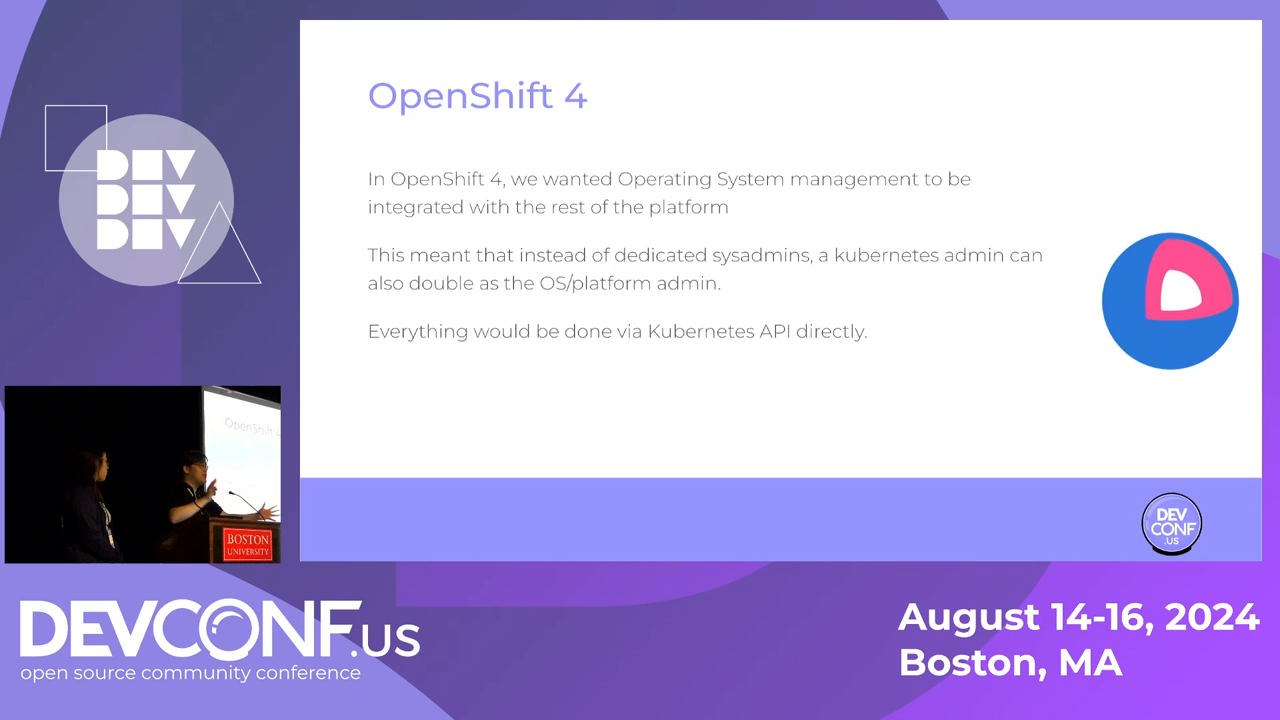 DEV
DEV
DEV
OpenShift 4
In OpenShift 4, we wanted Operating System management to be
integrated with the rest of the platform
This meant that instead of dedicated sysadmins, a kubernetes admin can
also double as the OS/platform admin.
Everything would be done via Kubernetes API directly.
OpenShift 4
BOSTON
UNIVERSITY
DEV
CONF
.US
DEVCONF.US
open source community conference
August 14-16, 2024
Boston, MA